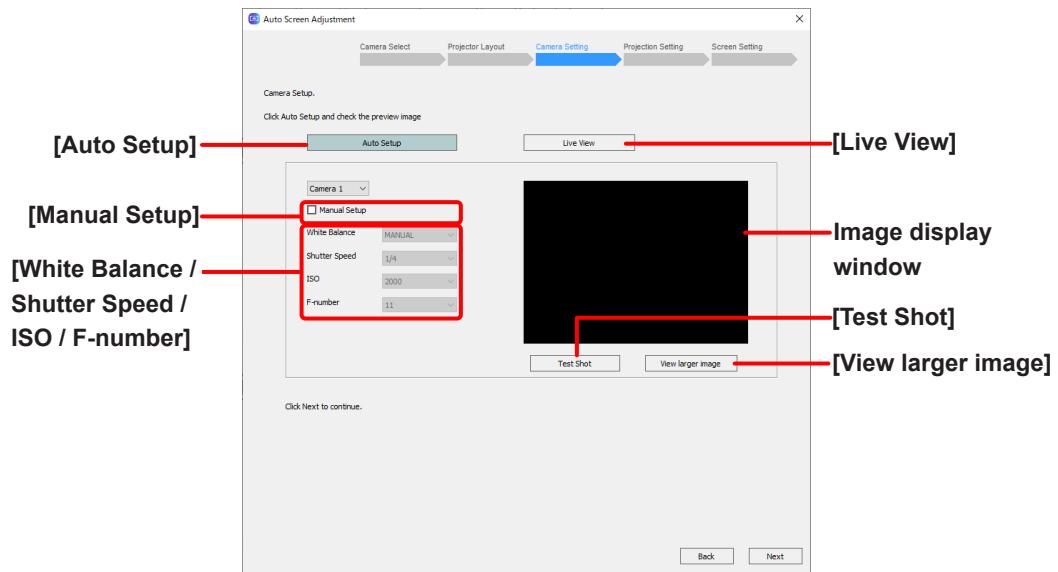 Auto Screen Adjustment
Camera Select
Projector Layout
Camera Setting
Projection Setting
Screen Setting
Camera Setup.
Click Auto Setup and check the preview image
[Auto Setup]
Auto Setup
Live View
[Live View]
Camera 1
[Manual Setup]
Manual Setup
[White Balance /
Shutter Speed /
ISO / F-number]
White Balance
MANUAL
Shutter Speed
1/4
ISO
2000
F-number
11
Image display
window
[Test Shot]
Test Shot
View larger image
[View larger image]
Click Next to continue.
Back
Next